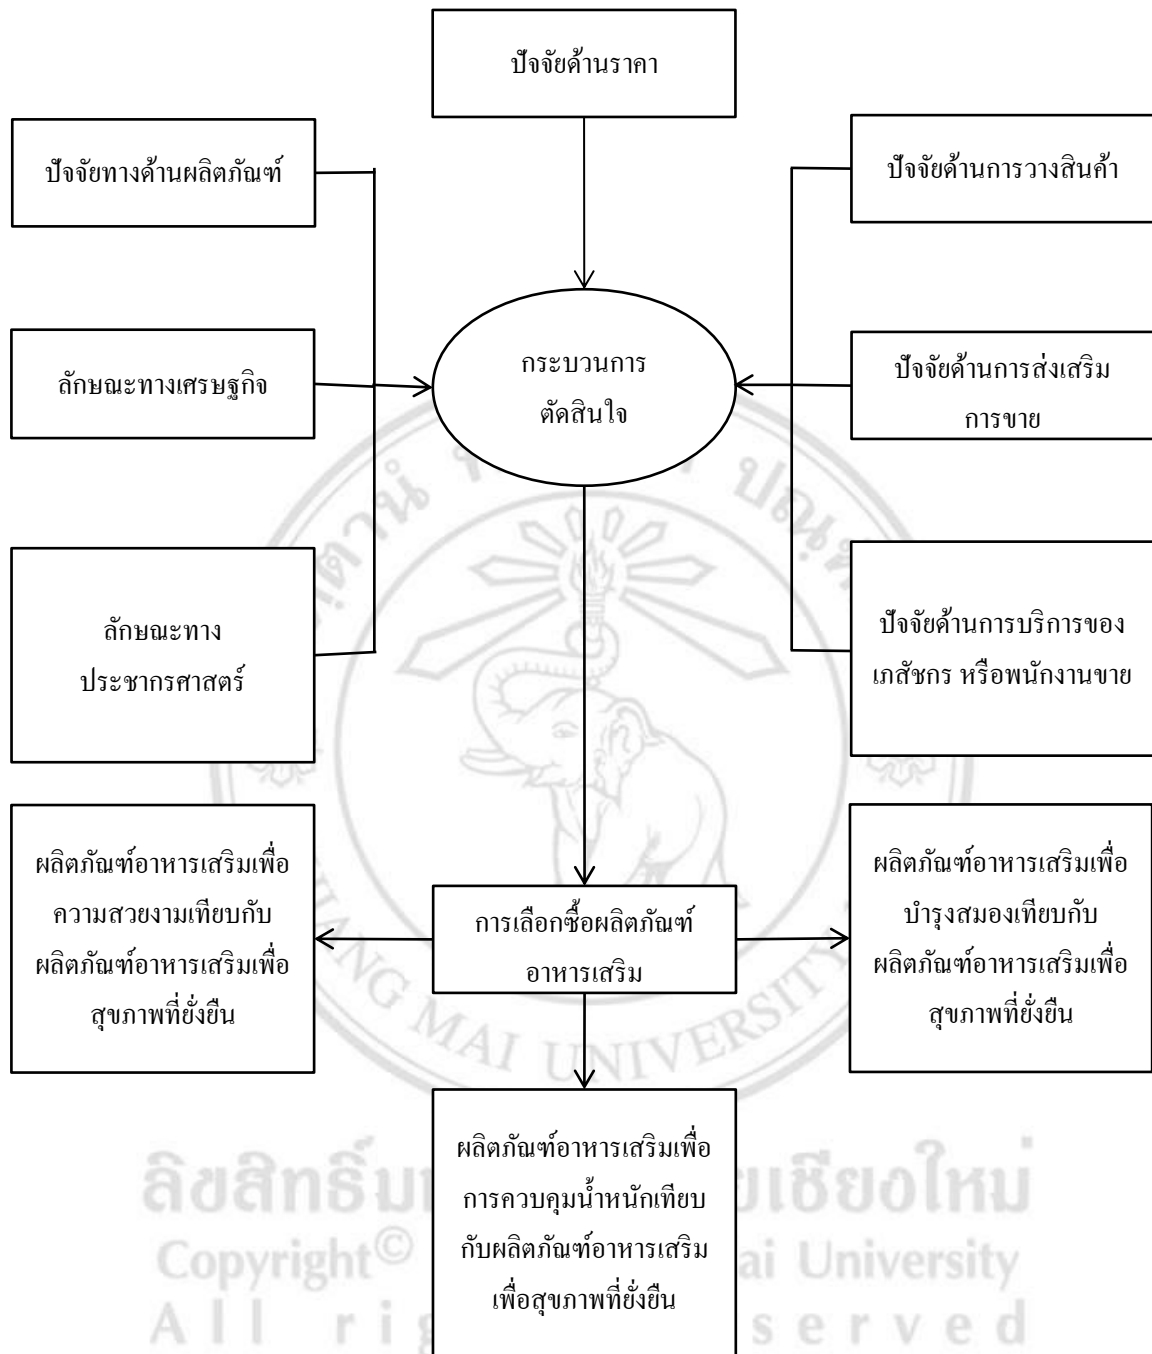 ปัจจัยด้านราคา
ปัจจัยทางด้านผลิตภัณฑ์
ปัจจัยด้านการวางสินค้า
ลักษณะทางเศรษฐกิจ
กระบวนการ
ตัดสินใจ
ปัจจัยด้านการส่งเสริม
การขาย
ลักษณะทาง
ประชากรศาสตร์
ปัจจัยด้านการบริการของ
เภสัชกร หรือพนักงานขาย
ผลิตภัณฑ์อาหารเสริมเพื่อ
ความสวยงามเทียบกับ
ผลิตภัณฑ์อาหารเสริมเพื่อ
สุขภาพที่ยั่งยืน
การเลือกซื้อผลิตภัณฑ์
อาหารเสริม
ผลิตภัณฑ์อาหารเสริมเพื่อ
บำรุงสมองเทียบกับ
ผลิตภัณฑ์อาหารเสริมเพื่อ
สุขภาพที่ยั่งยืน
ผลิตภัณฑ์อาหารเสริมเพื่อ
การควบคุมน้ำหนักเทียบ
กับผลิตภัณฑ์อาหารเสริม
เพื่อสุขภาพที่ยั่งยืน
MAI UNIVERSITY
ลิขสิทธิ์ เชียงใหม่
Copyright© University
All